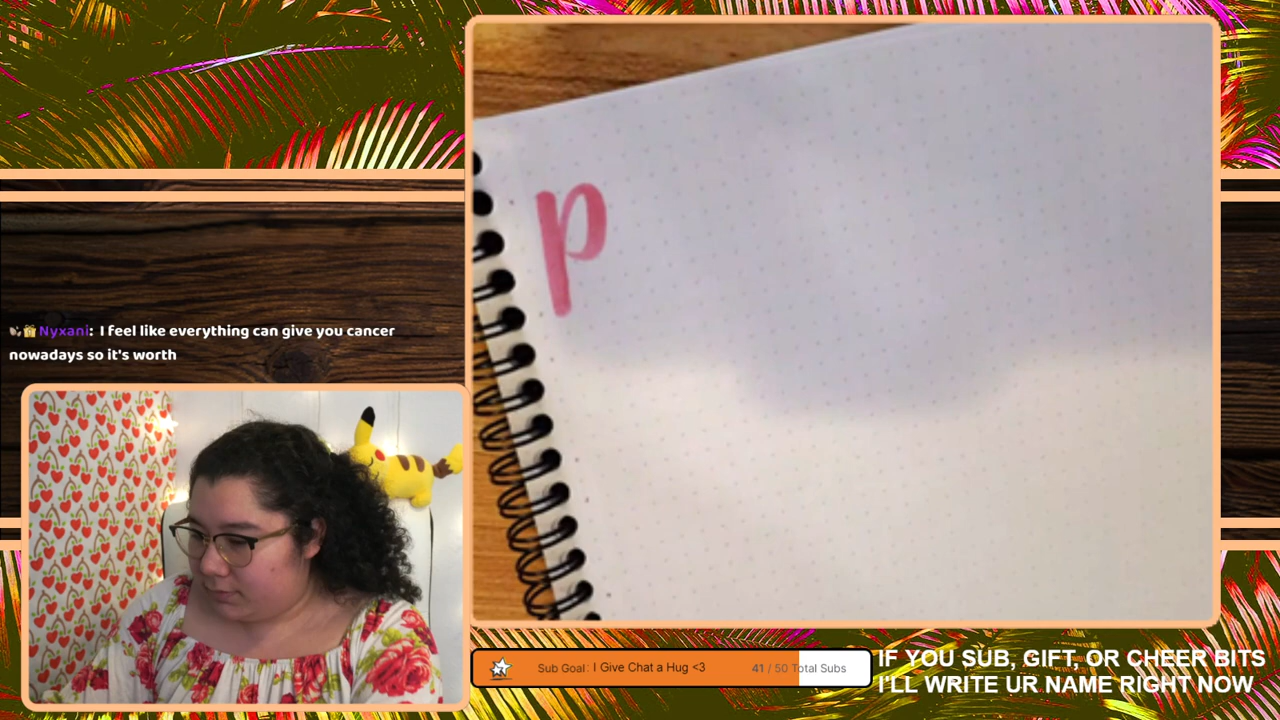 p
Nyxani: I feel like everything can give you cancer
nowadays so it's worth
Sub Goal: I Give Chat a Hug <3 41 / 50 Total Subs
IF YOU SUB, GIFT, OR CHEER BITS
I'LL WRITE UR NAME RIGHT NOW